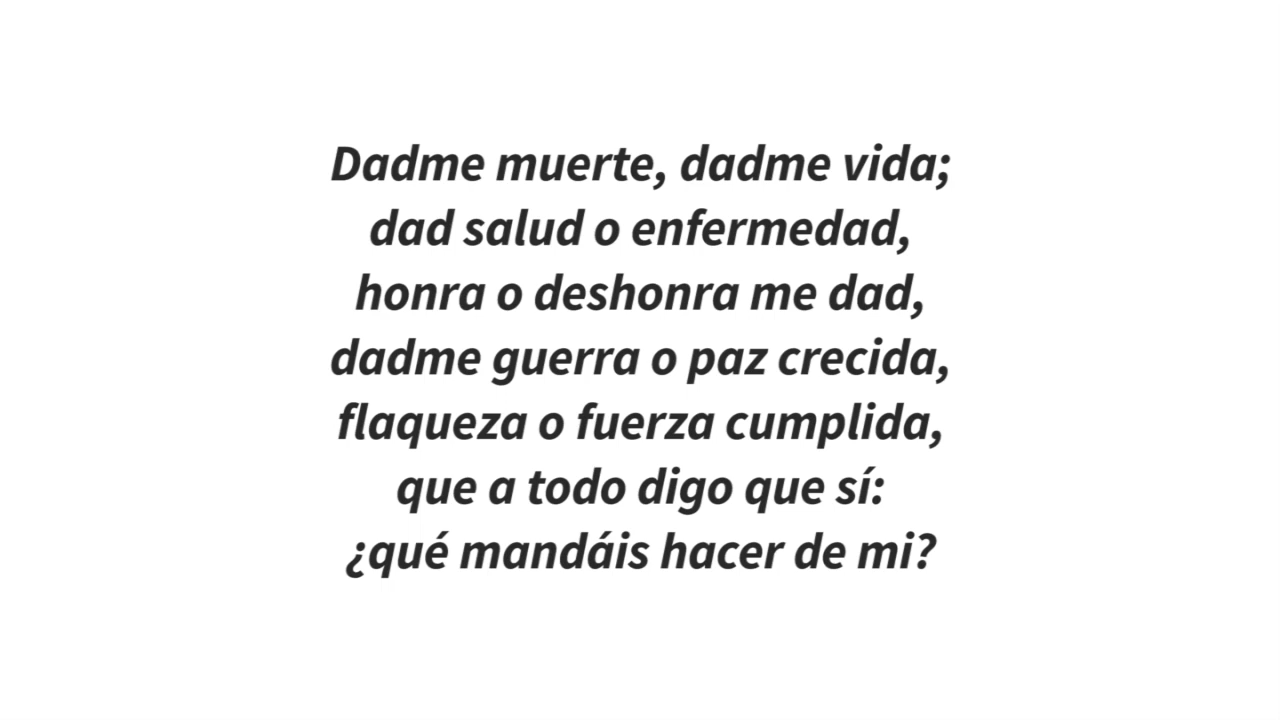 Dadme muerte, dadme vida;
dad salud o enfermedad,
honra o deshonra me dad,
dadme guerra o paz crecida,
flaqueza o fuerza cumplida,
que a todo digo que sí:
¿qué mandáis hacer de mi?